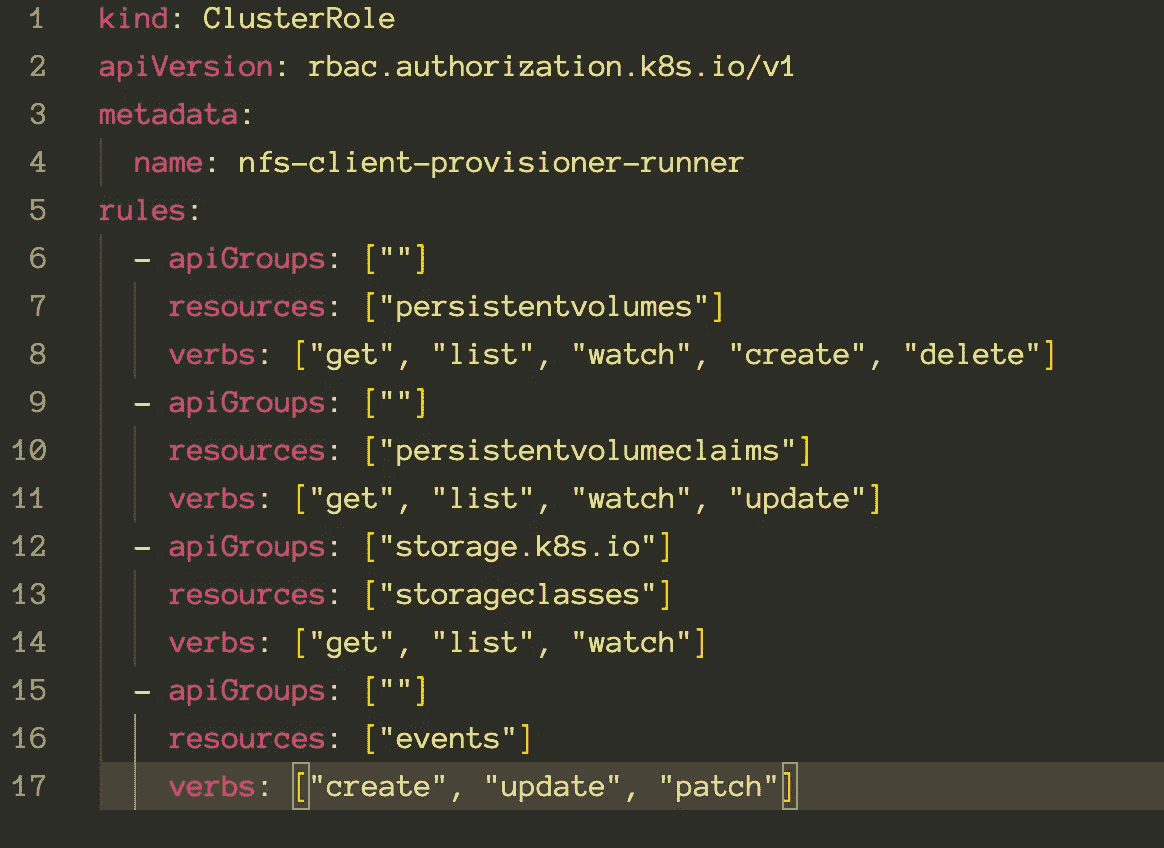 1 kind: ClusterRole
2 apiVersion: rbac.authorization.k8s.io/v1
3 metadata:
4   name: nfs-client-provisioner-runner
5 rules:
6   - apiGroups: [""]
7     resources: ["persistentvolumes"]
8     verbs: ["get", "list", "watch", "create", "delete"]
9   - apiGroups: [""]
10     resources: ["persistentvolumeclaims"]
11     verbs: ["get", "list", "watch", "update"]
12   - apiGroups: ["storage.k8s.io"]
13     resources: ["storageclasses"]
14     verbs: ["get", "list", "watch"]
15   - apiGroups: [""]
16     resources: ["events"]
17     verbs: ["create", "update", "patch"]